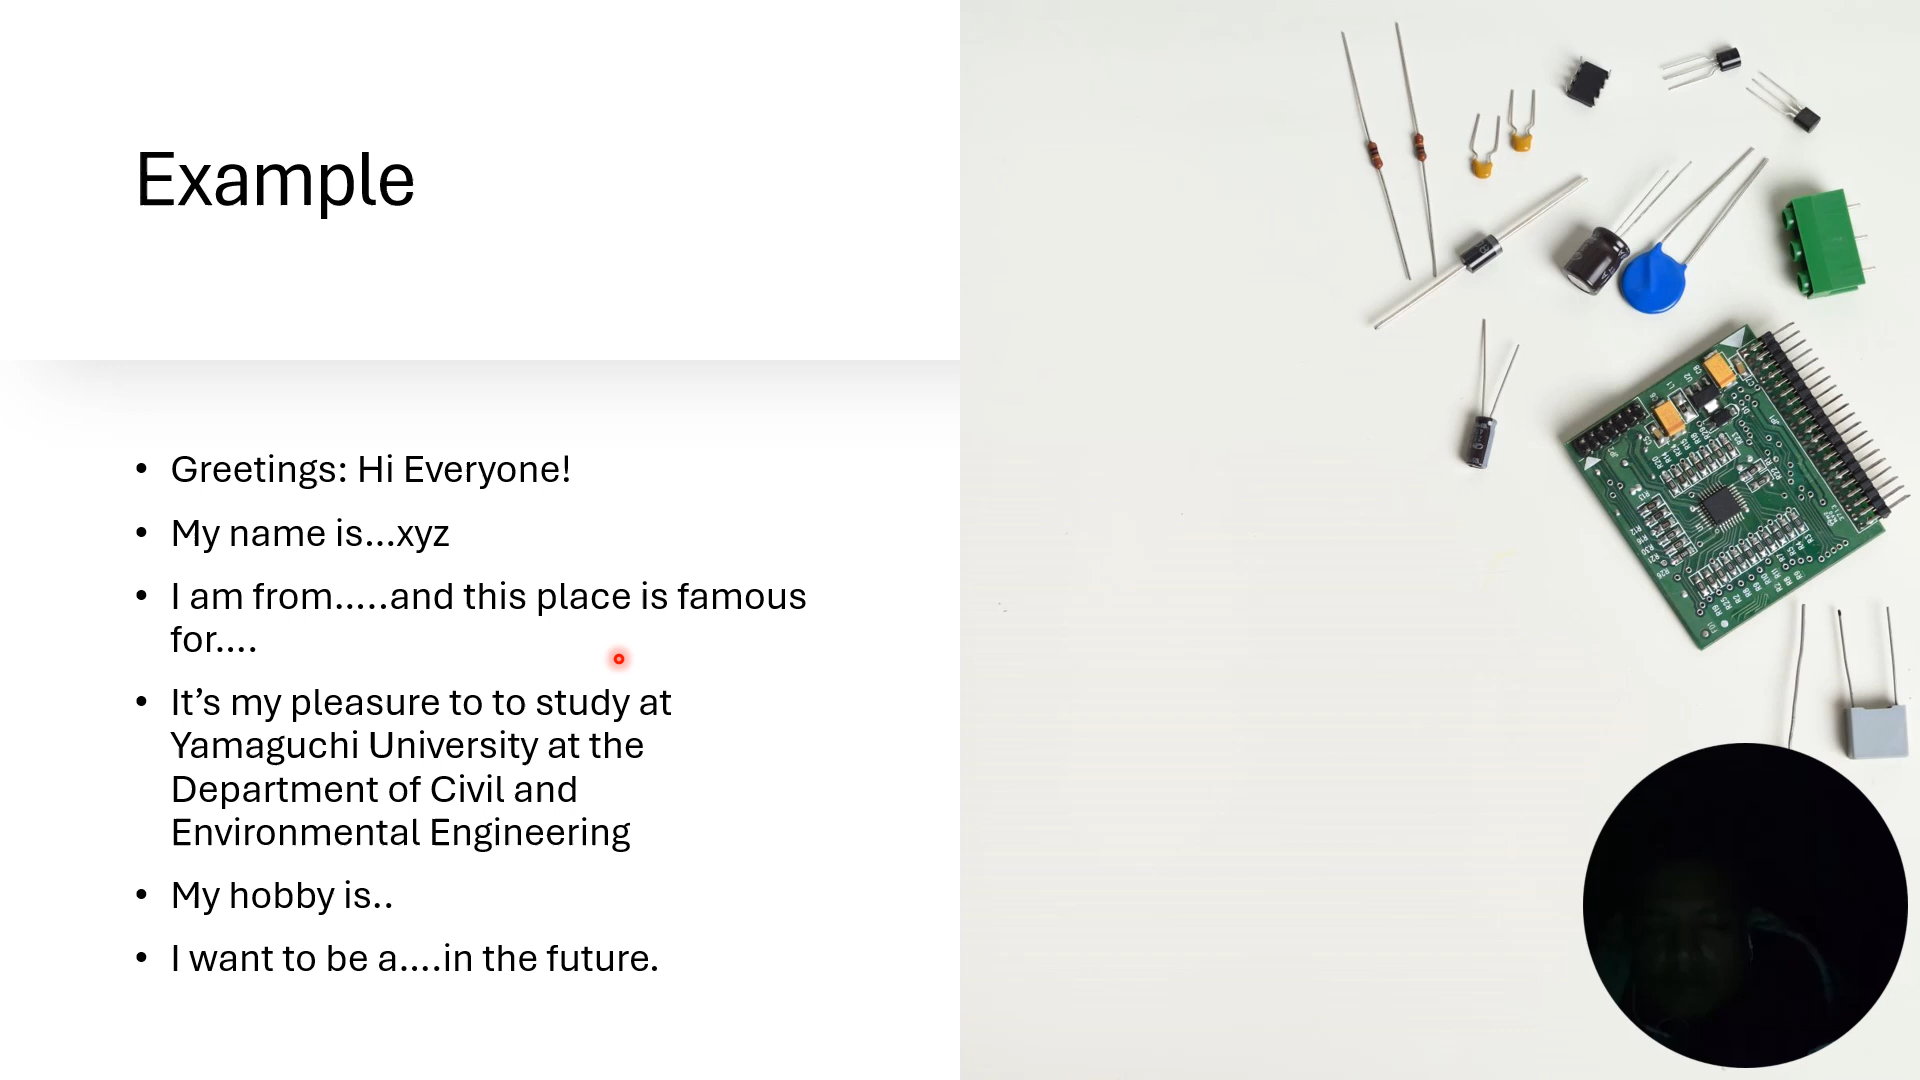 Example
• Greetings: Hi Everyone!
• My name is...xyz
• I am from.....and this place is famous
for....
• It’s my pleasure to to study at
Yamaguchi University at the
Department of Civil and
Environmental Engineering
• My hobby is..
• I want to be a....in the future.